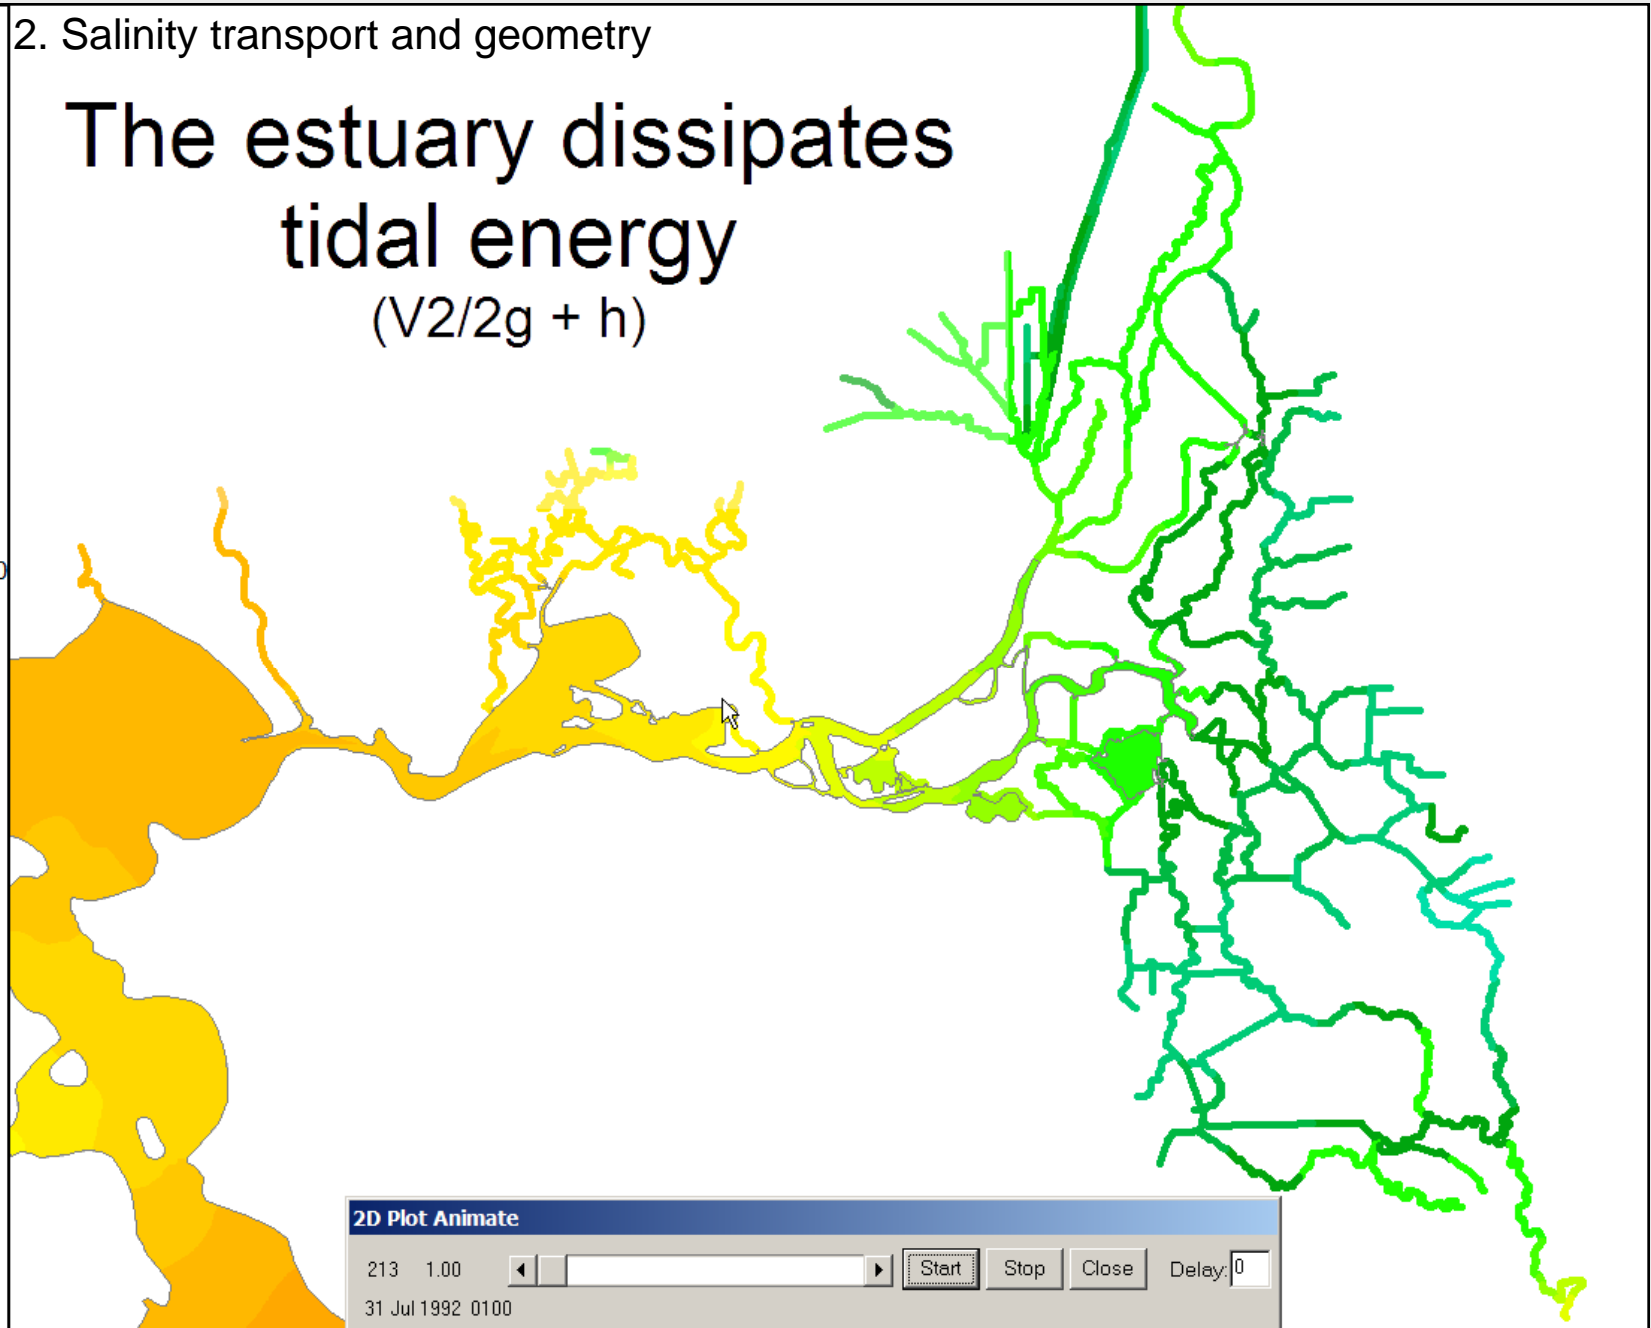 2. Salinity transport and geometry
The estuary dissipates
tidal energy
(V2/2g + h)
0
2D Plot Animate
213 1.00 Start Stop Close Delay: 0
31 Jul 1992 0100